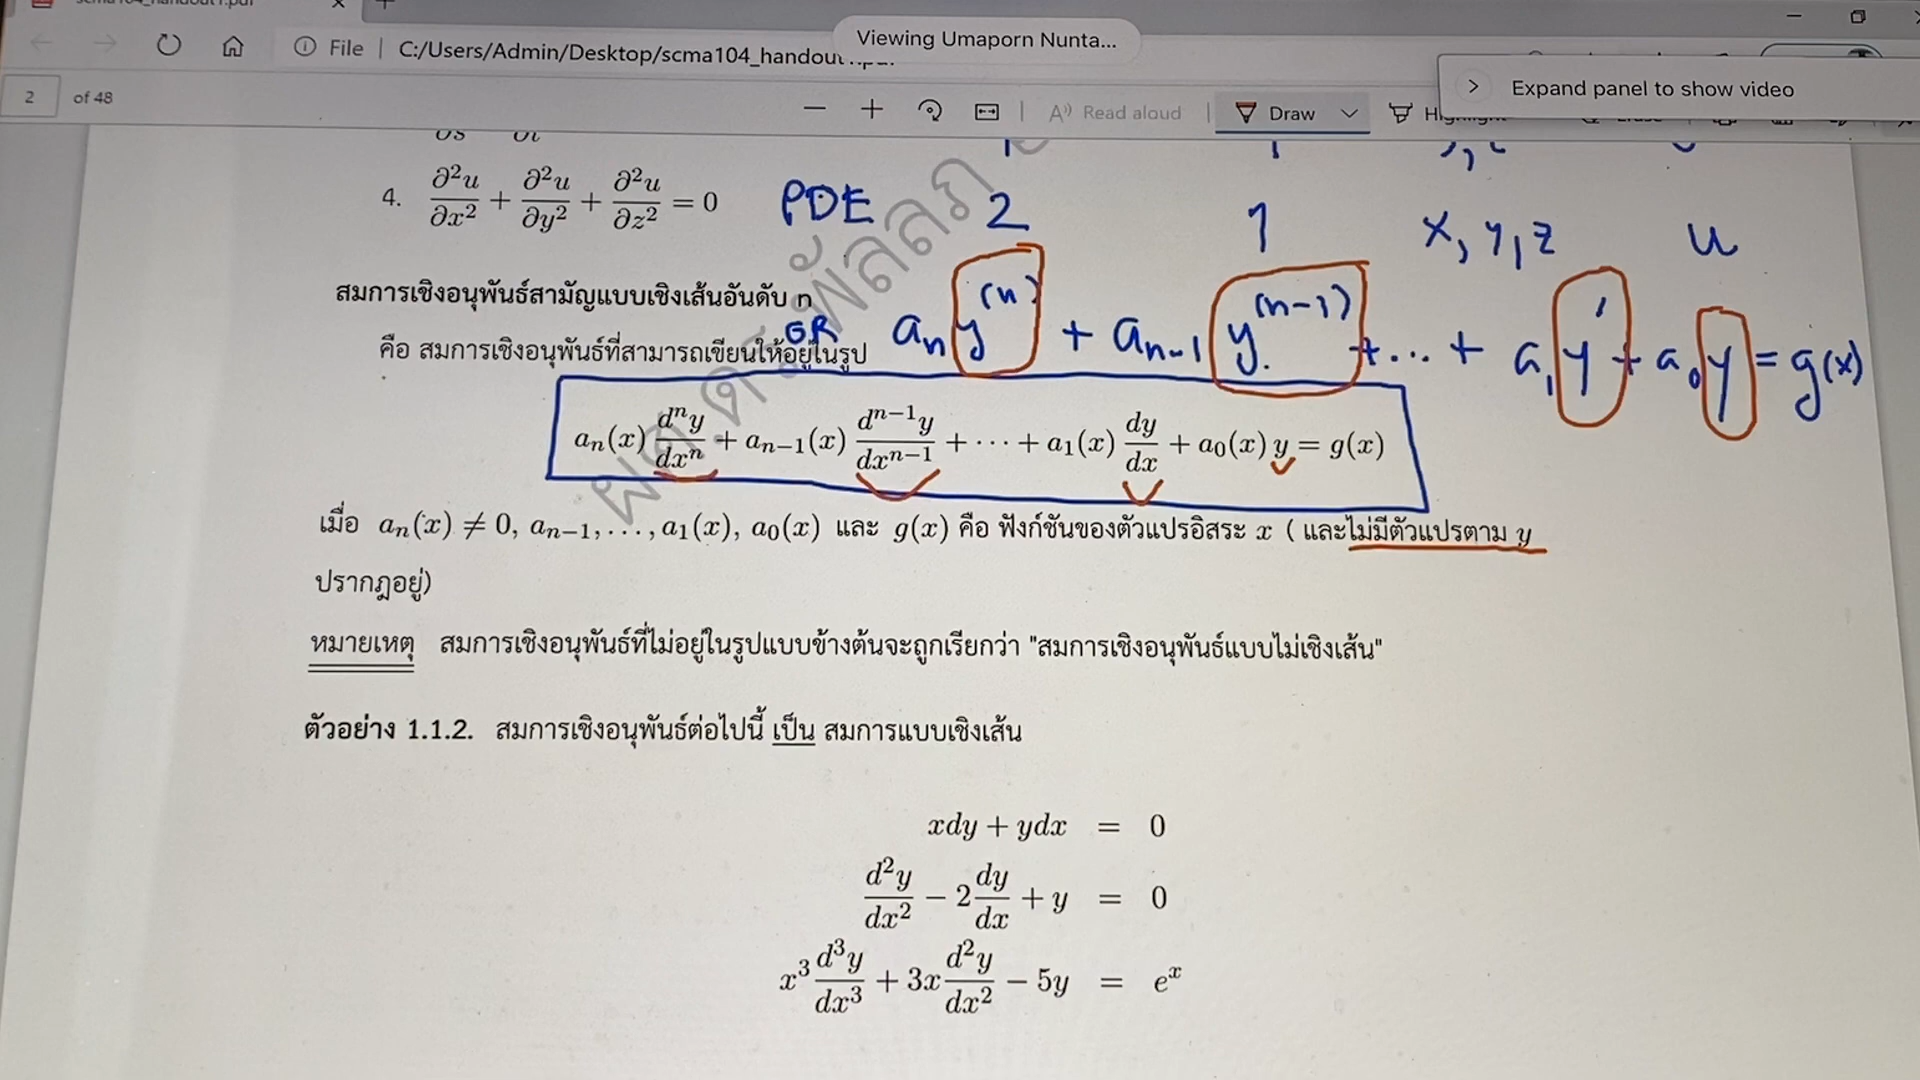 Viewing Umaporn Nunta...
File | C:/Users/Admin/Desktop/scma104_handout1.pdf
Expand panel to show video
2 of 48
Read aloud
Draw
4. ∂²u/∂x² + ∂²u/∂y² + ∂²u/∂z² = 0 PDE 2 1 x, y, z u
สมการเชิงอนุพันธ์สามัญแบบเชิงเส้นอันดับ n
OR aₙ y⁽ⁿ⁾ + aₙ₋₁ y⁽ⁿ⁻¹⁾ + ... + a₁ y' + a₀ y = g(x)
คือ สมการเชิงอนุพันธ์ที่สามารถเขียนให้อยู่ในรูป
aₙ(x) dⁿy/dxⁿ + aₙ₋₁(x) dⁿ⁻¹y/dxⁿ⁻¹ + ⋯ + a₁(x) dy/dx + a₀(x) y = g(x)
เมื่อ aₙ(x) ≠ 0, aₙ₋₁, . . . , a₁(x), a₀(x) และ g(x) คือ ฟังก์ชันของตัวแปรอิสระ x ( และไม่มีตัวแปรตาม y
ปรากฎอยู่)
หมายเหตุ สมการเชิงอนุพันธ์ที่ไม่อยู่ในรูปแบบข้างต้นจะถูกเรียกว่า "สมการเชิงอนุพันธ์แบบไม่เชิงเส้น"
ตัวอย่าง 1.1.2. สมการเชิงอนุพันธ์ต่อไปนี้ เป็น สมการแบบเชิงเส้น
xdy + ydx = 0
d²y/dx² − 2 dy/dx + y = 0
x³ d³y/dx³ + 3x d²y/dx² − 5y = eˣ